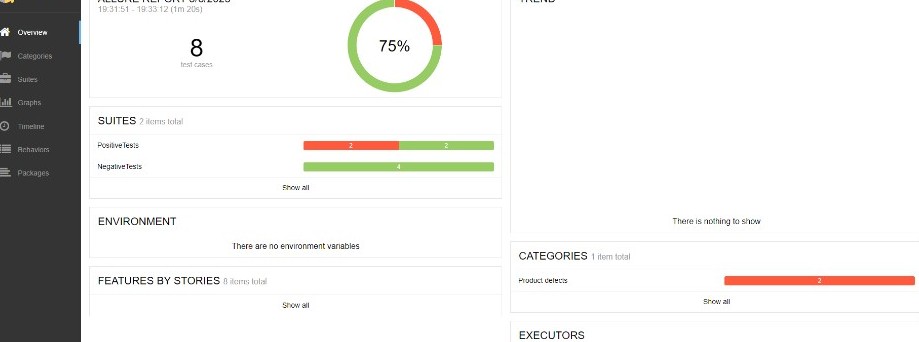 Overview
Categories
Suites
Graphs
Timeline
Behaviors
Packages
ALLURE REPORT
19:31:51 - 19:33:12 (1m 20s)
8
test cases
75%
SUITES 2 items total
PositiveTests 2 2
NegativeTests 4
Show all
ENVIRONMENT
There are no environment variables
FEATURES BY STORIES 8 items total
Show all
TREND
There is nothing to show
CATEGORIES 1 item total
Product defects 2
Show all
EXECUTORS